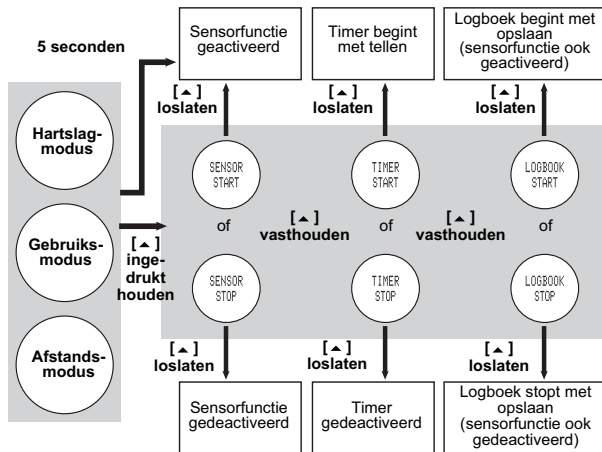 5 seconden
Sensorfunctie
geactiveerd
Timer begint
met tellen
Logboek begint met
opslaan
(sensorfunctie ook
geactiveerd)
[▲]
loslaten
[▲]
loslaten
[▲]
loslaten
Hartslag-
modus
Gebruiks-
modus
Afstands-
modus
[▲]
inge-
drukt
houden
SENSOR
START
of
SENSOR
STOP
[▲]
vasthouden
TIMER
START
of
TIMER
STOP
[▲]
vasthouden
LOGBOOK
START
of
LOGBOOK
STOP
[▲]
loslaten
[▲]
loslaten
[▲]
loslaten
Sensorfunctie
gedeactiveerd
Timer
gedeactiveerd
Logboek stopt met
opslaan
(sensorfunctie ook
gedeactiveerd)